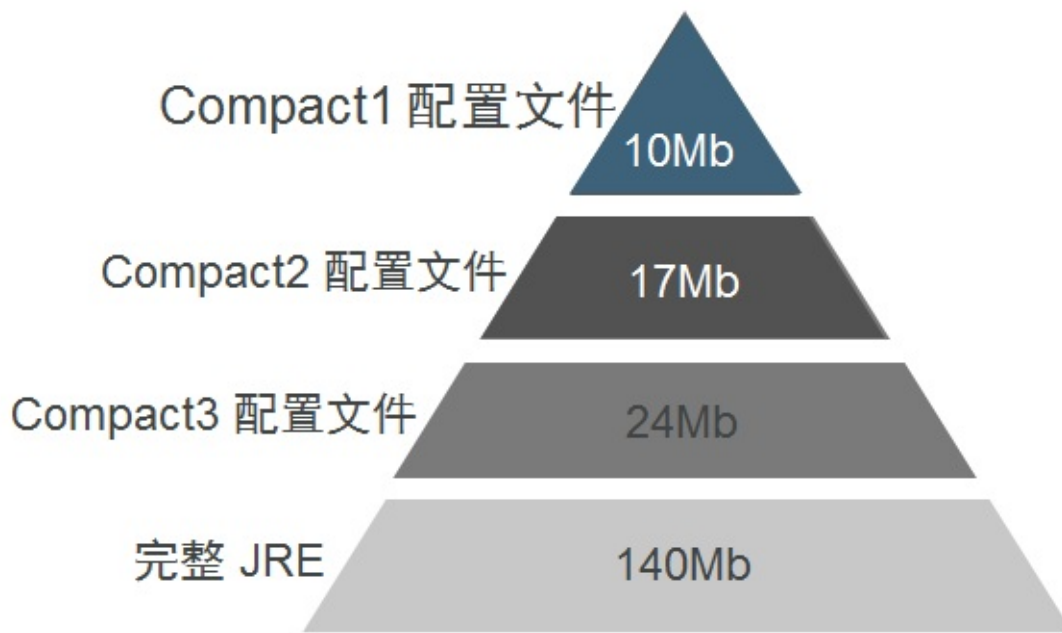 Compact1 配置文件
10Mb
Compact2 配置文件
17Mb
Compact3 配置文件
24Mb
完整 JRE
140Mb